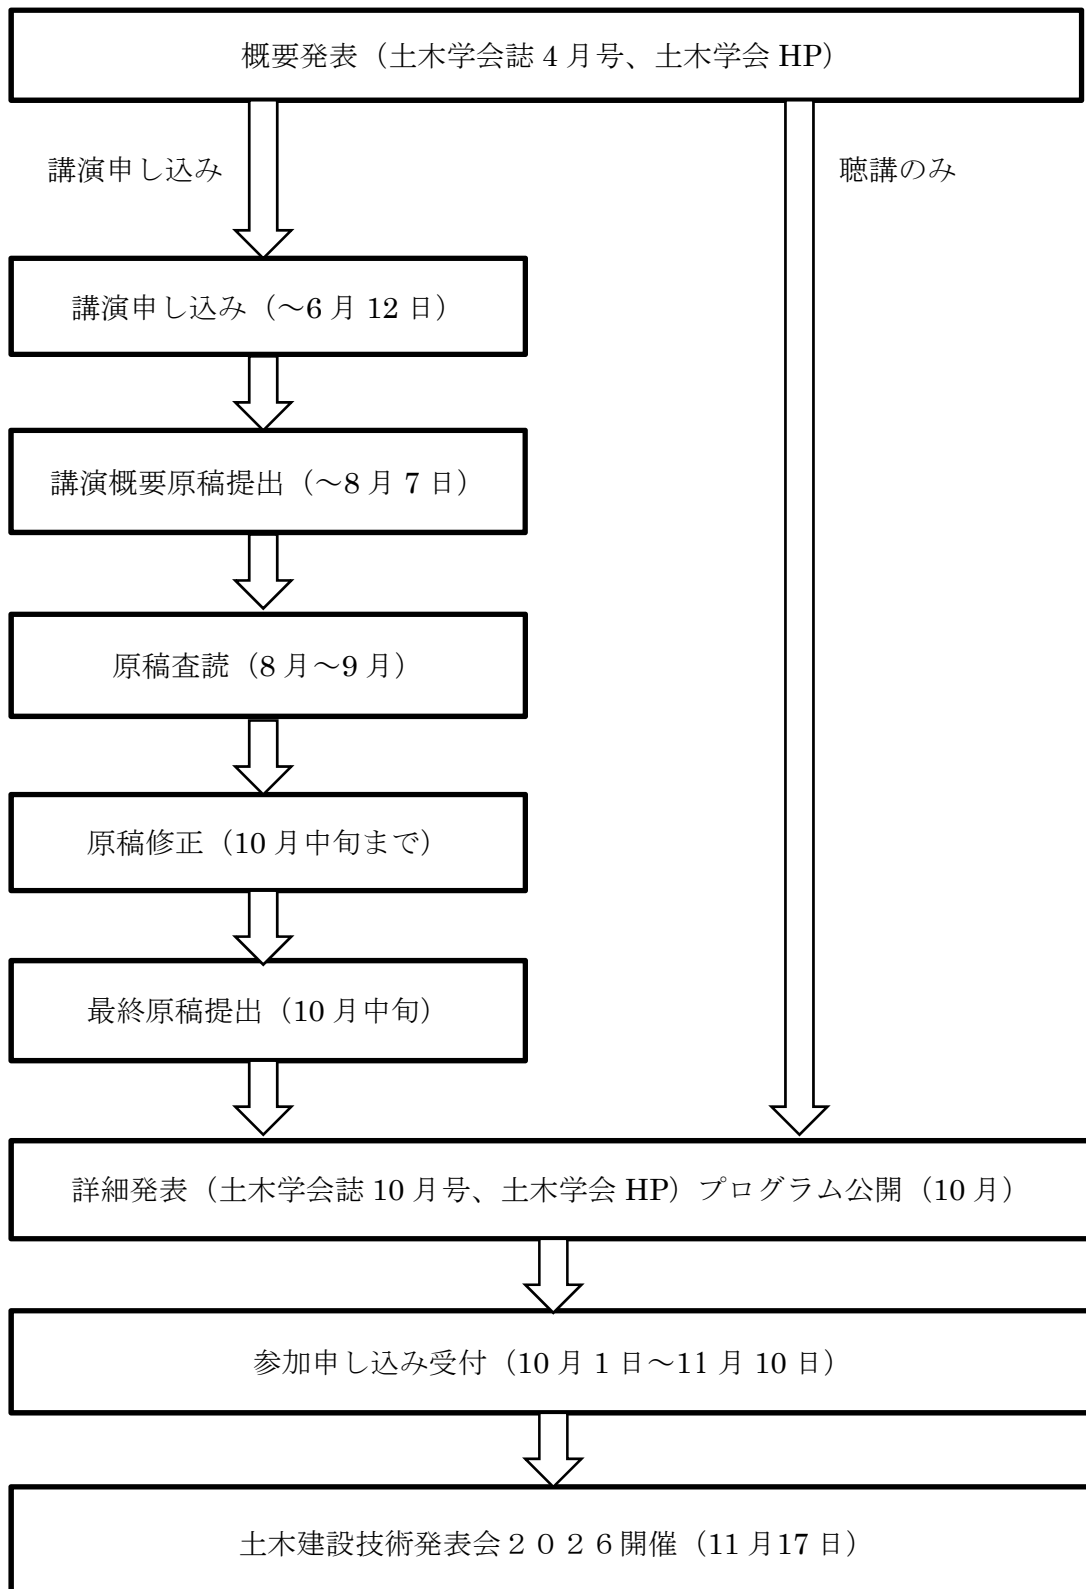 概要発表（土木学会誌 4 月号、土木学会 HP）
講演申し込み
聴講のみ
講演申し込み（～6 月 12 日）
講演概要原稿提出（～8 月 7 日）
原稿査読（8 月～9 月）
原稿修正（10 月中旬まで）
最終原稿提出（10 月中旬）
詳細発表（土木学会誌 10 月号、土木学会 HP）プログラム公開（10 月）
参加申し込み受付（10 月 1 日～11 月 10 日）
土木建設技術発表会２０２６開催（11 月17 日）